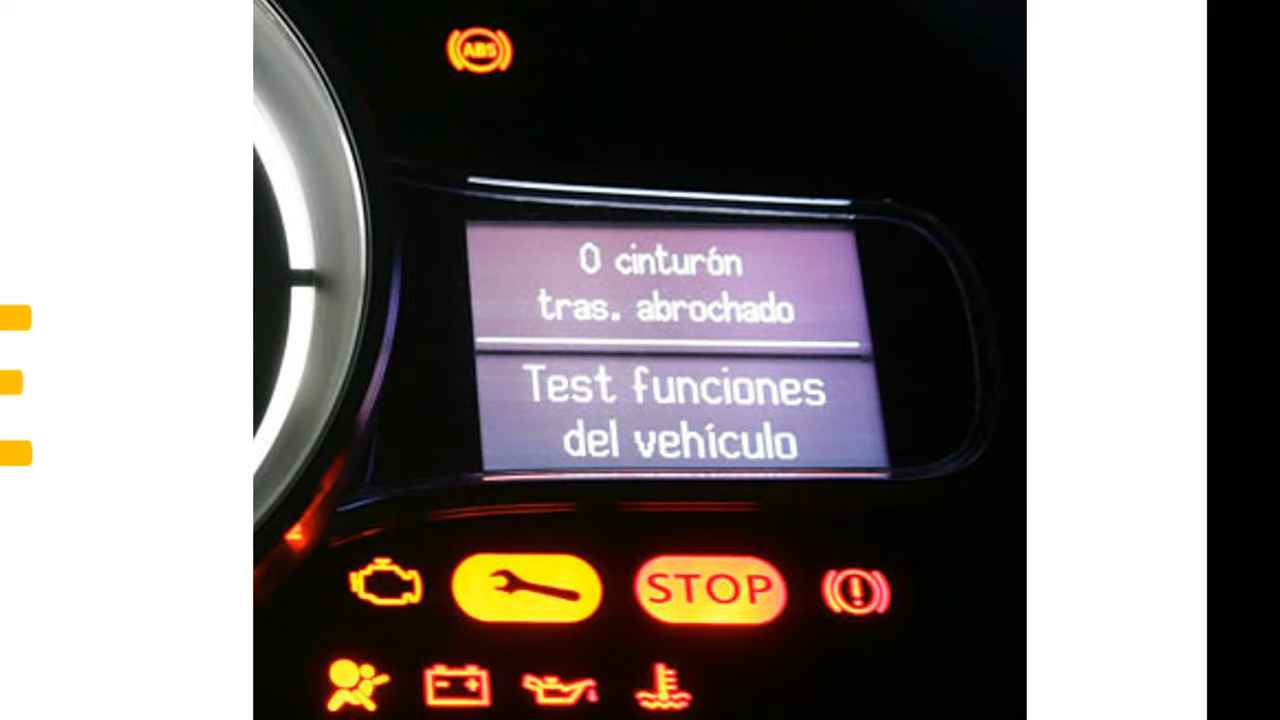 ABS
0 cinturón
tras. abrochado
Test funciones
del vehículo
STOP